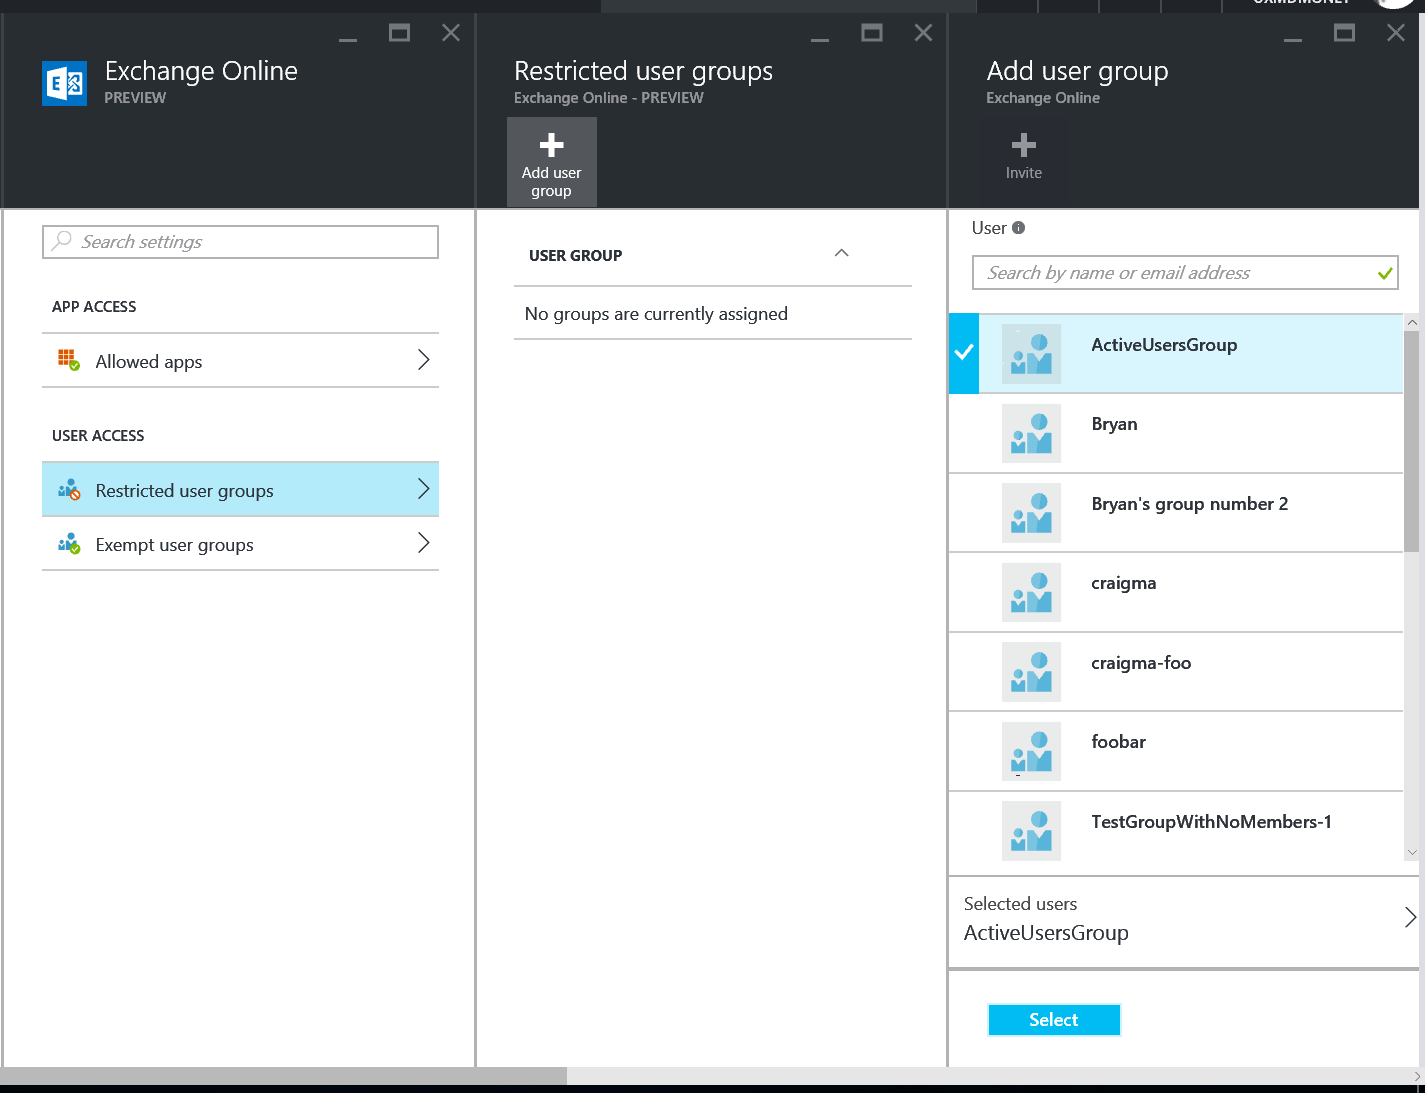 Exchange Online
PREVIEW
Search settings
APP ACCESS
Allowed apps
USER ACCESS
Restricted user groups
Exempt user groups
Restricted user groups
Exchange Online - PREVIEW
Add user
group
USER GROUP
No groups are currently assigned
Add user group
Exchange Online
Invite
User
Search by name or email address
ActiveUsersGroup
Bryan
Bryan's group number 2
craigma
craigma-foo
foobar
TestGroupWithNoMembers-1
Selected users
ActiveUsersGroup
Select